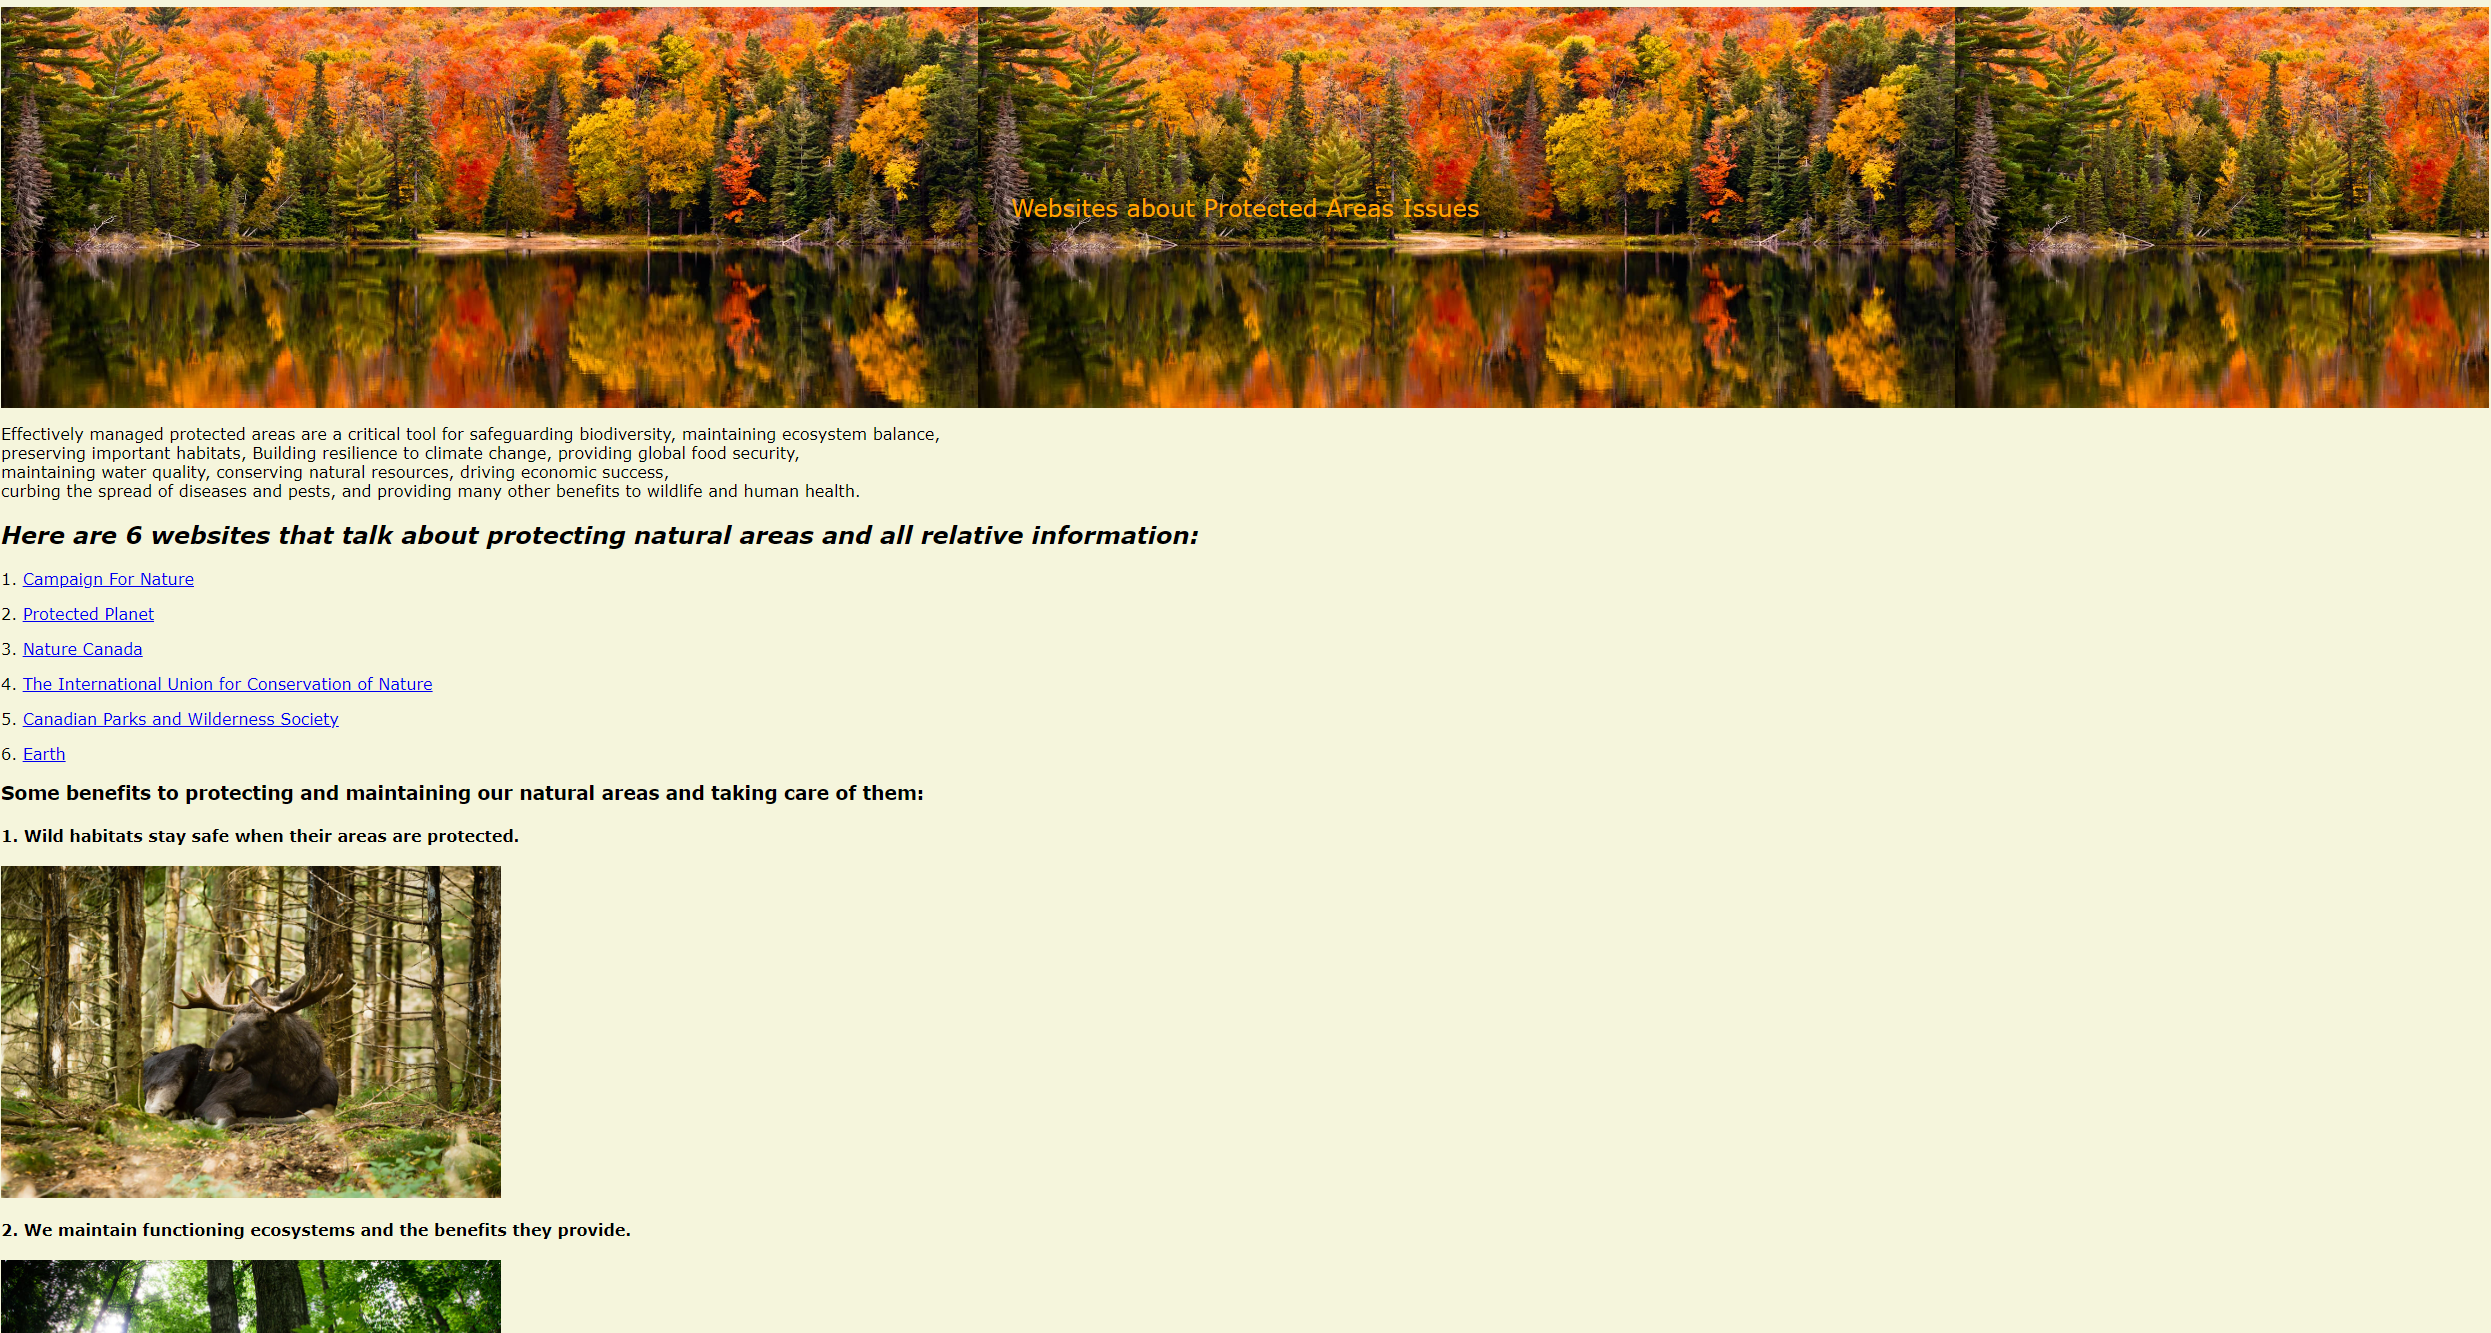 Websites about Protected Areas Issues
Effectively managed protected areas are a critical tool for safeguarding biodiversity, maintaining ecosystem balance,
preserving important habitats, Building resilience to climate change, providing global food security,
maintaining water quality, conserving natural resources, driving economic success,
curbing the spread of diseases and pests, and providing many other benefits to wildlife and human health.
Here are 6 websites that talk about protecting natural areas and all relative information:
1. Campaign For Nature
2. Protected Planet
3. Nature Canada
4. The International Union for Conservation of Nature
5. Canadian Parks and Wilderness Society
6. Earth
Some benefits to protecting and maintaining our natural areas and taking care of them:
1. Wild habitats stay safe when their areas are protected.
2. We maintain functioning ecosystems and the benefits they provide.